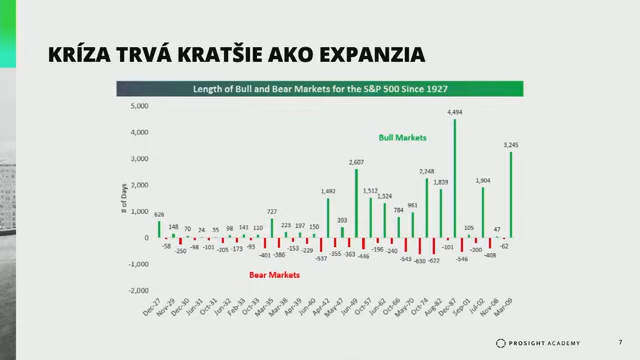 KRÍZA TRVÁ KRATŠIE AKO EXPANZIA
Length of Bull and Bear Markets for the S&P 500 Since 1927
# of Days
5,000
4,000
3,000
2,000
1,000
0
-1,000
-2,000
Bull Markets
Bear Markets
626
148
70
24
35
98
141
110
727
223
197
150
1,492
393
2,607
1,512
1,324
784
961
2,248
1,839
4,494
105
1,904
47
3,245
-58
-250
-98
-101
-205
-173
-93
-401
-386
-153
-229
-537
-355
-363
-446
-196
-240
-543
-630
-622
-101
-546
-200
-408
-62
Dec-27
Nov-29
Dec-30
Jun-31
Oct-31
Jun-32
Feb-33
Oct-33
Mar-35
Mar-38
Apr-39
Jun-40
Apr-42
May-47
Jun-49
Oct-57
Jun-62
Oct-66
May-70
Oct-74
Aug-82
Dec-87
Sep-01
Jul-02
Nov-08
Mar-09
PROSIGHT ACADEMY
7